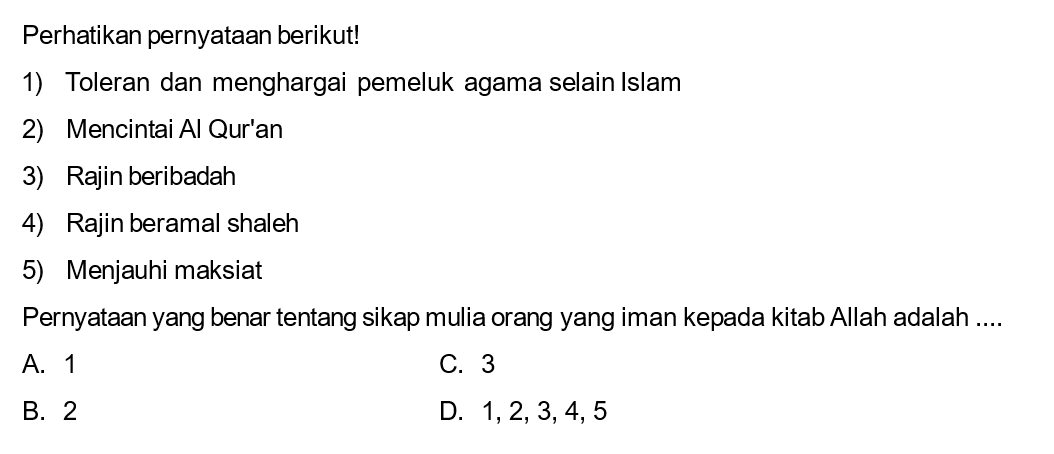 Perhatikan pernyataan berikut!
1) Toleran dan menghargai pemeluk agama selain Islam
2) Mencintai Al Qur'an
3) Rajin beribadah
4) Rajin beramal shaleh
5) Menjauhi maksiat
Pernyataan yang benar tentang sikap mulia orang yang iman kepada kitab Allah adalah ....
A. 1 C. 3
B. 2 D. 1, 2, 3, 4, 5